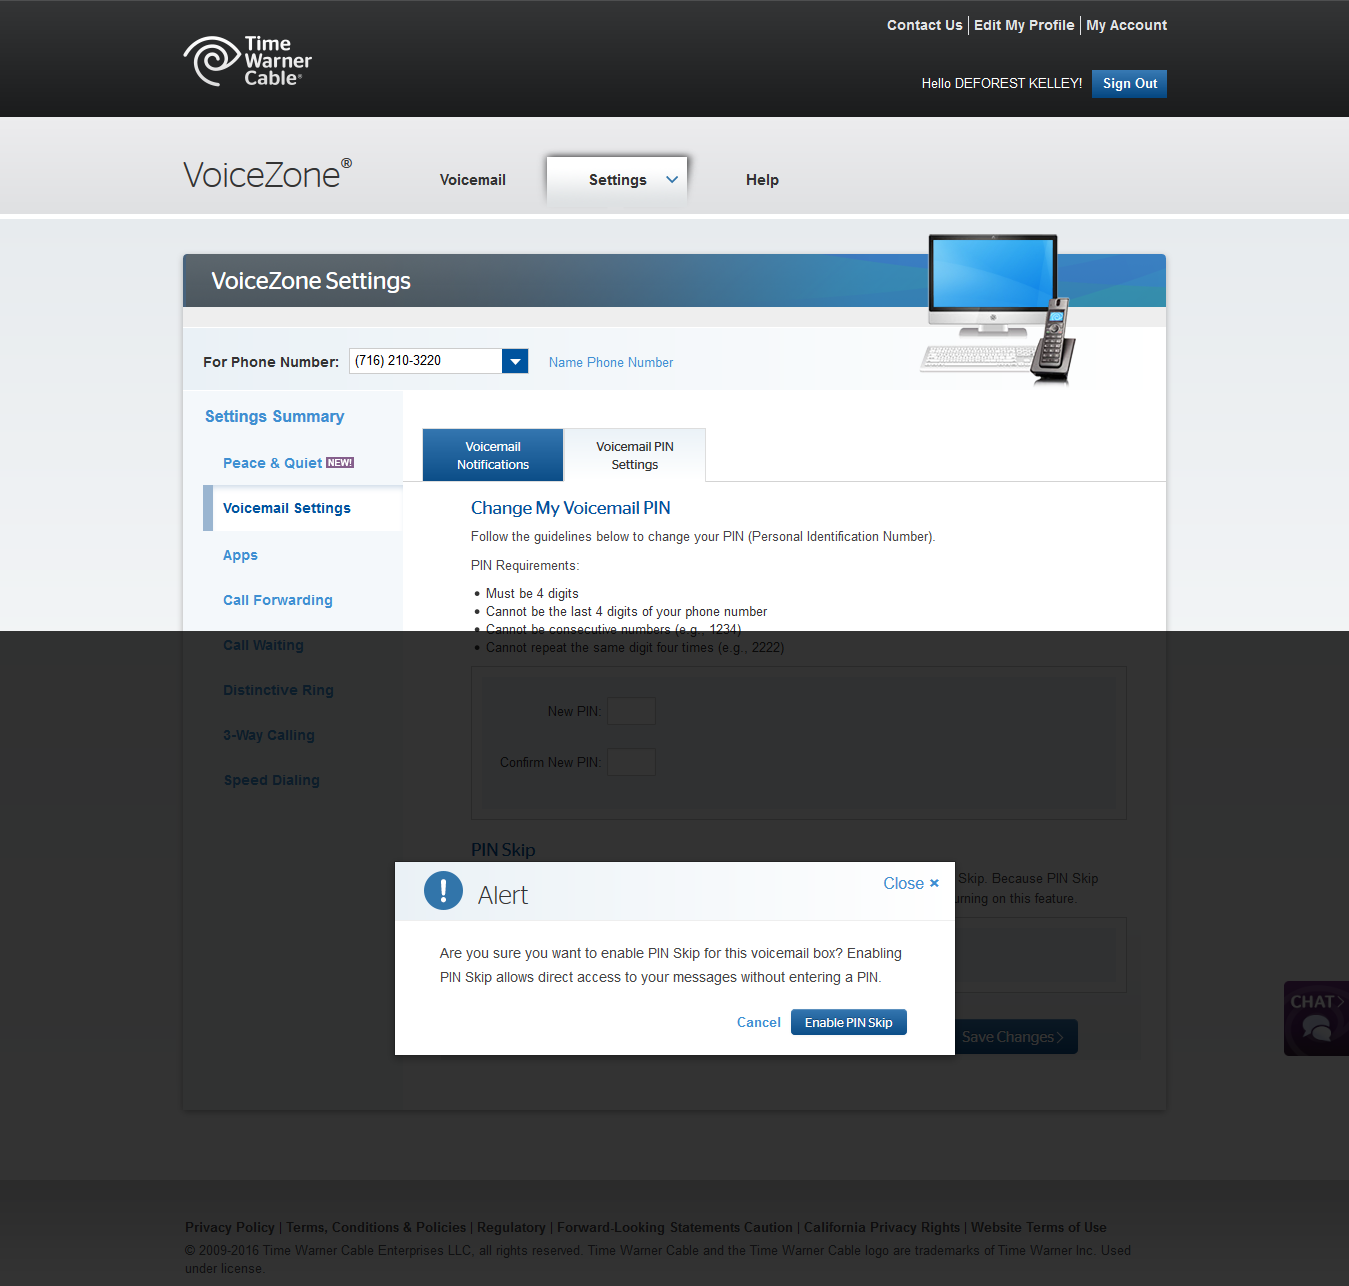 Contact Us | Edit My Profile | My Account
Time
Warner
Cable®
Hello DEFOREST KELLEY! Sign Out
VoiceZone®
Voicemail Settings Help
VoiceZone Settings
For Phone Number: (716) 210-3220 Name Phone Number
Settings Summary
Peace & Quiet NEW!
Voicemail Settings
Apps
Call Forwarding
Call Waiting
Distinctive Ring
3-Way Calling
Speed Dialing
Voicemail
Notifications
Voicemail PIN
Settings
Change My Voicemail PIN
Follow the guidelines below to change your PIN (Personal Identification Number).
PIN Requirements:
• Must be 4 digits
• Cannot be the last 4 digits of your phone number
• Cannot be consecutive numbers (e.g., 1234)
• Cannot repeat the same digit four times (e.g., 2222)
New PIN:
Confirm New PIN:
PIN Skip
Skip. Because PIN Skip
urning on this feature.
Alert
Close ×
Are you sure you want to enable PIN Skip for this voicemail box? Enabling
PIN Skip allows direct access to your messages without entering a PIN.
Cancel Enable PIN Skip
Save Changes >
CHAT >
Privacy Policy | Terms, Conditions & Policies | Regulatory | Forward-Looking Statements Caution | California Privacy Rights | Website Terms of Use
© 2009-2016 Time Warner Cable Enterprises LLC, all rights reserved. Time Warner Cable and the Time Warner Cable logo are trademarks of Time Warner Inc. Used
under license.